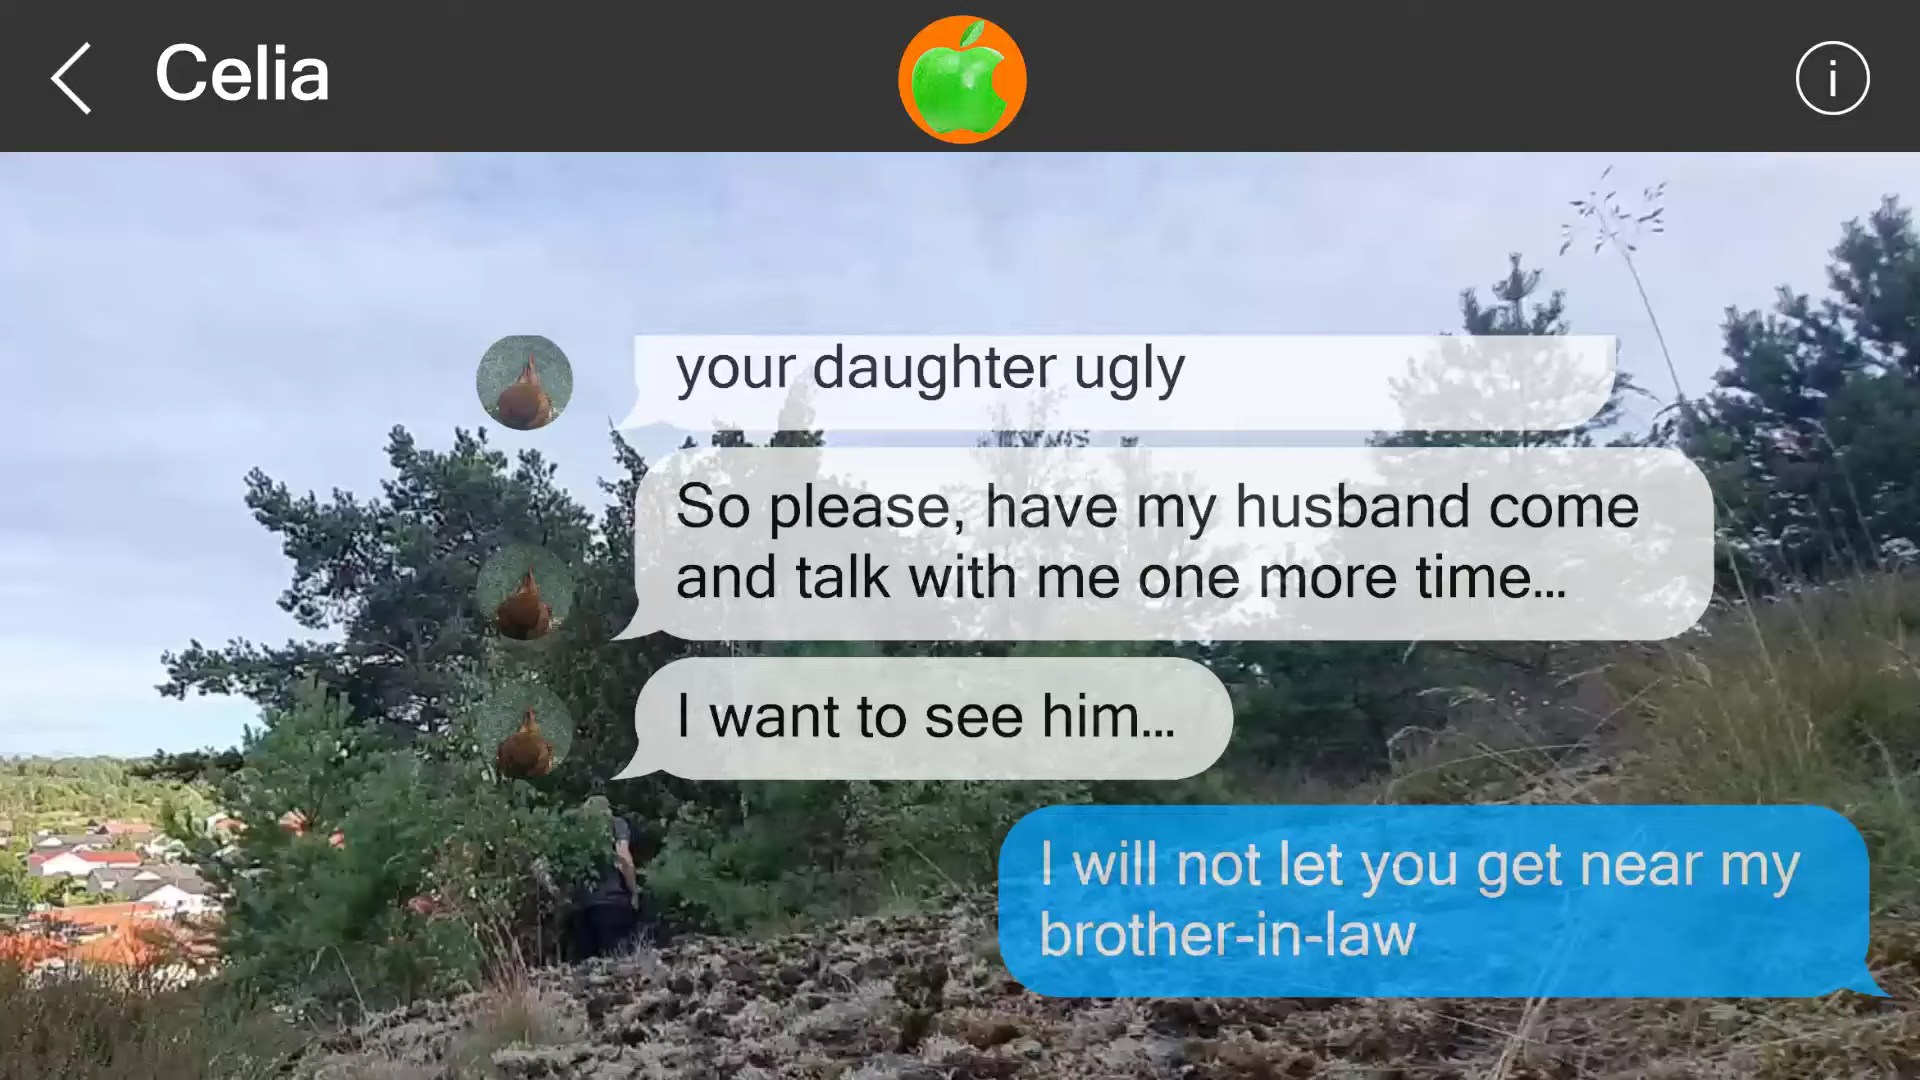 Celia
i
your daughter ugly
So please, have my husband come
and talk with me one more time...
I want to see him...
I will not let you get near my
brother-in-law